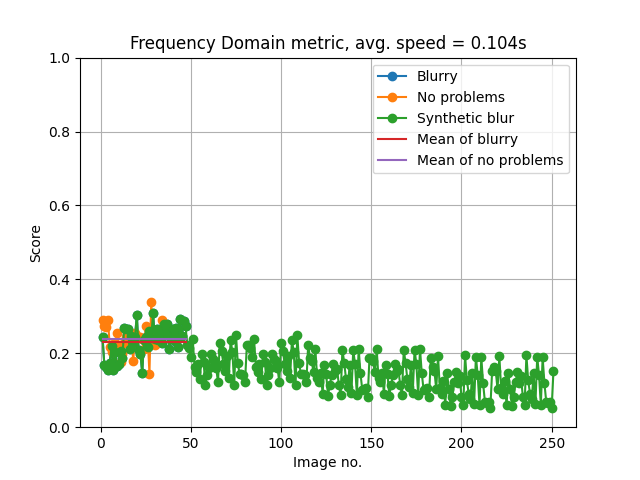 Frequency Domain metric, avg. speed = 0.104s
1.0
0.8
0.6
0.4
0.2
0.0
Score
Blurry
No problems
Synthetic blur
Mean of blurry
Mean of no problems
0 50 100 150 200 250
Image no.